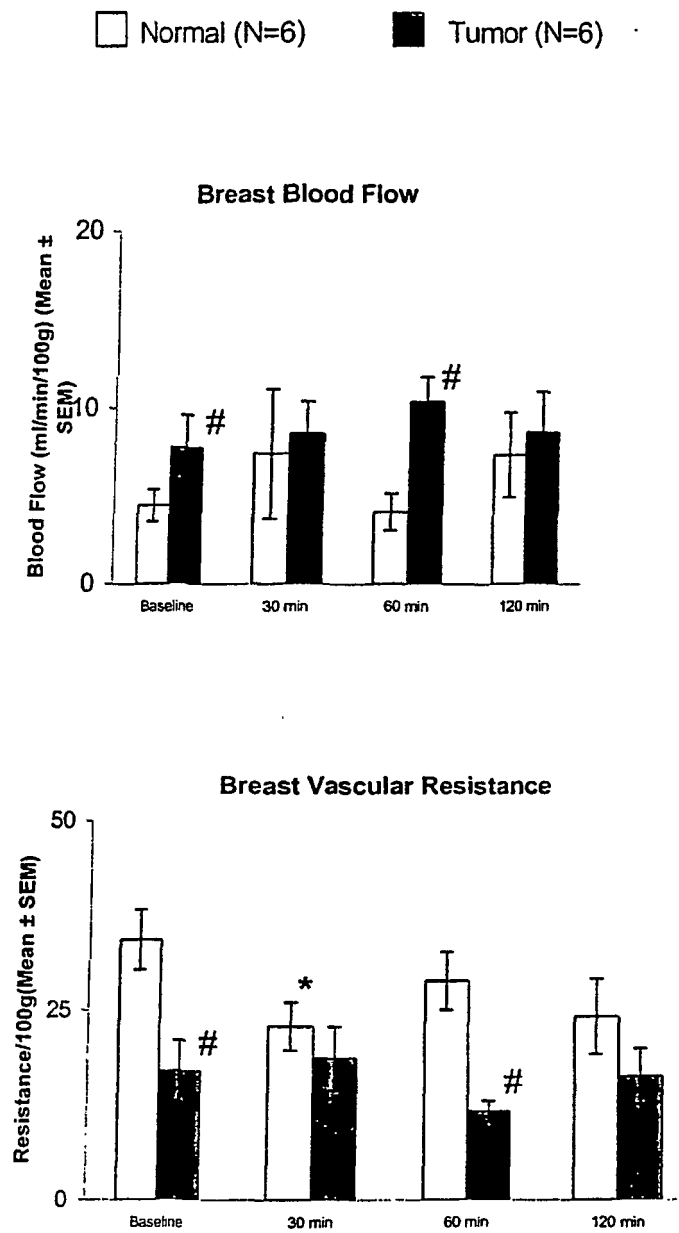 Normal (N=6) Tumor (N=6)
Breast Blood Flow
Blood Flow (ml/min/100g) (Mean ±
SEM)
20
#
#
10
0
Baseline 30 min 60 min 120 min
Breast Vascular Resistance
Resistance/100g(Mean ± SEM)
50
*
25
#
#
0
Baseline 30 min 60 min 120 min